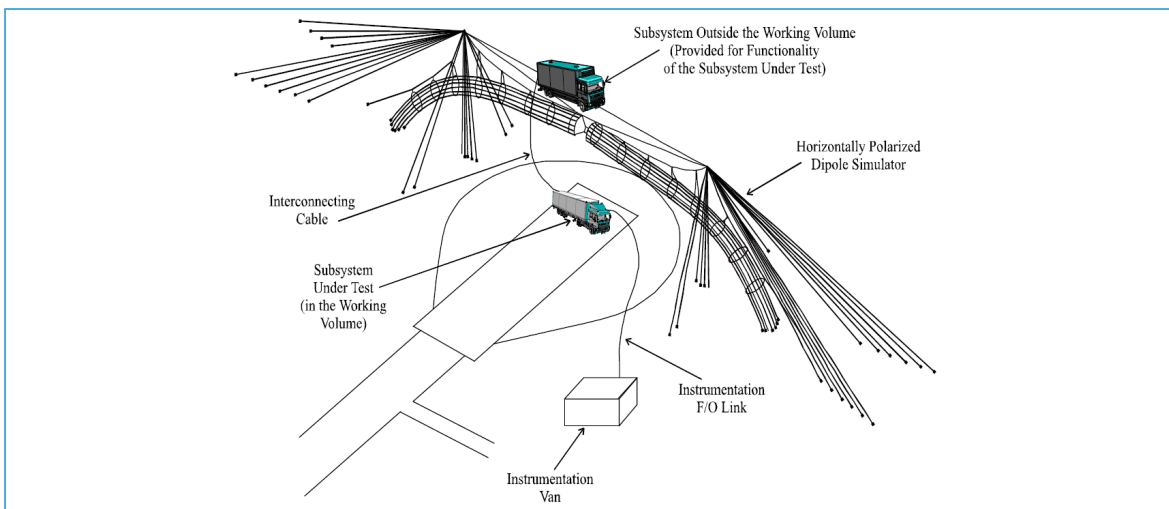 Subsystem Outside the Working Volume
(Provided for Functionality
of the Subsystem Under Test)
Horizontally Polarized
Dipole Simulator
Interconnecting
Cable
Subsystem
Under Test
(in the Working
Volume)
Instrumentation
F/O Link
Instrumentation
Van